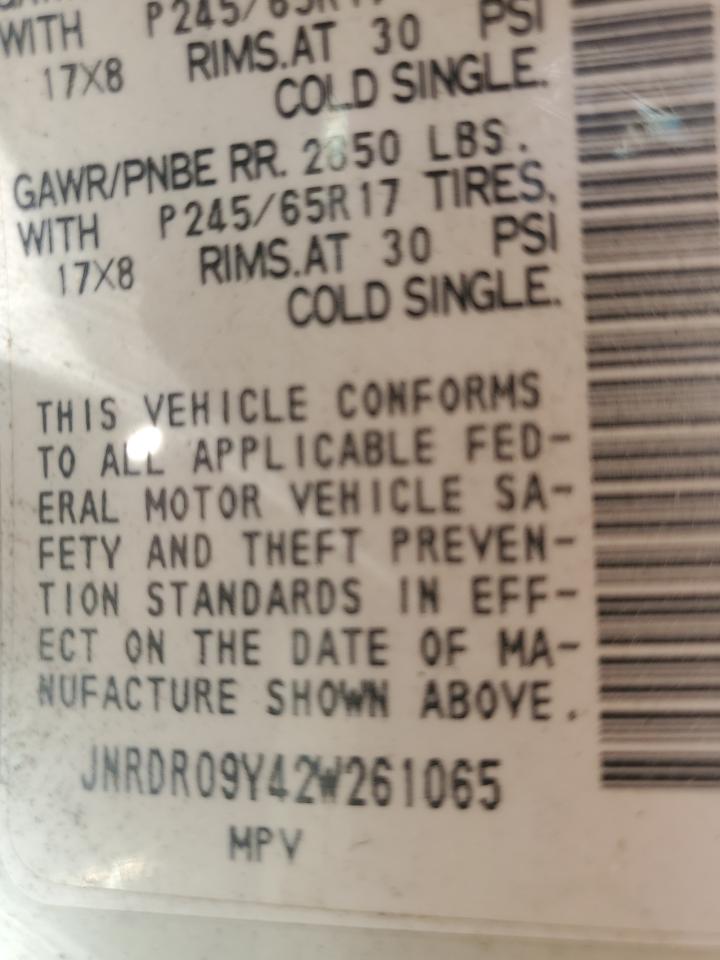 WITH P245/65R17
17X8 RIMS.AT 30 PSI
COLD SINGLE.
GAWR/PNBE RR. 2850 LBS.
WITH P245/65R17 TIRES.
17X8 RIMS.AT 30 PSI
COLD SINGLE.
THIS VEHICLE CONFORMS
TO ALL APPLICABLE FED-
ERAL MOTOR VEHICLE SA-
FETY AND THEFT PREVEN-
TION STANDARDS IN EFF-
ECT ON THE DATE OF MA-
NUFACTURE SHOWN ABOVE.
JNRDR09Y42W261065
MPV